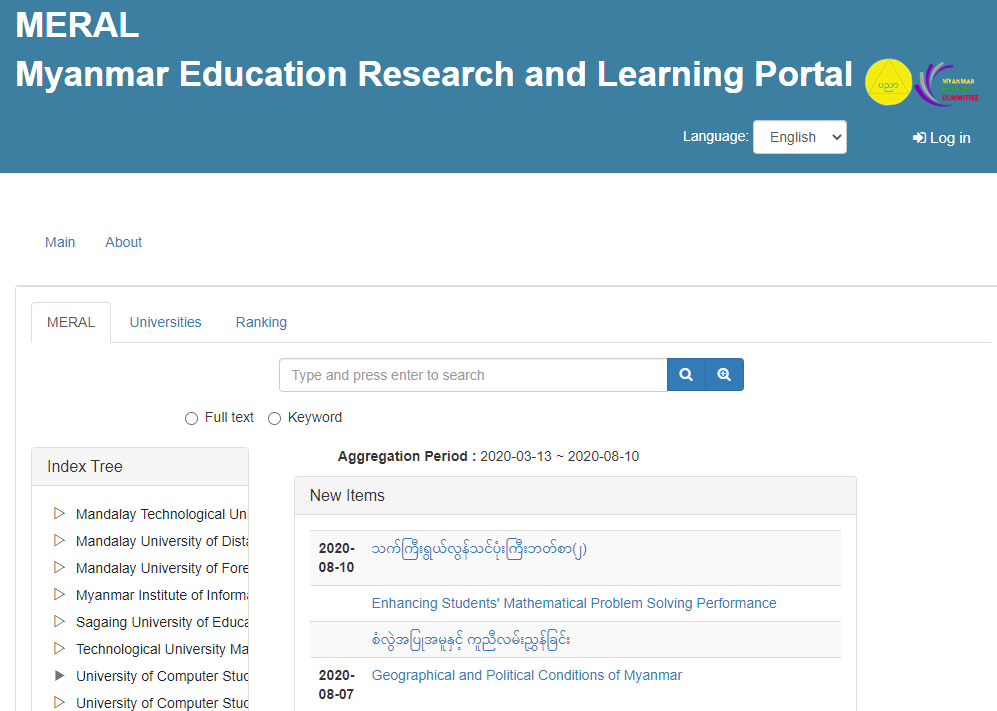 MERAL
Myanmar Education Research and Learning Portal
ပညာ
MYANMAR
COMMITTEE
Language: English
Log in
Main About
MERAL Universities Ranking
Type and press enter to search
Full text Keyword
Index Tree
Aggregation Period : 2020-03-13 ~ 2020-08-10
New Items
Mandalay Technological Un
Mandalay University of Dista
Mandalay University of Fore
Myanmar Institute of Informa
Sagaing University of Educa
Technological University Ma
University of Computer Stud
University of Computer Stud
2020-
08-10
သက်ကြီးရွယ်လွန်သင်ပုံးကြီးဘတ်စာ(၂)
Enhancing Students' Mathematical Problem Solving Performance
စံလွဲအပြုအမူနှင့် ကူညီလမ်းညွှန်ခြင်း
2020-
08-07
Geographical and Political Conditions of Myanmar